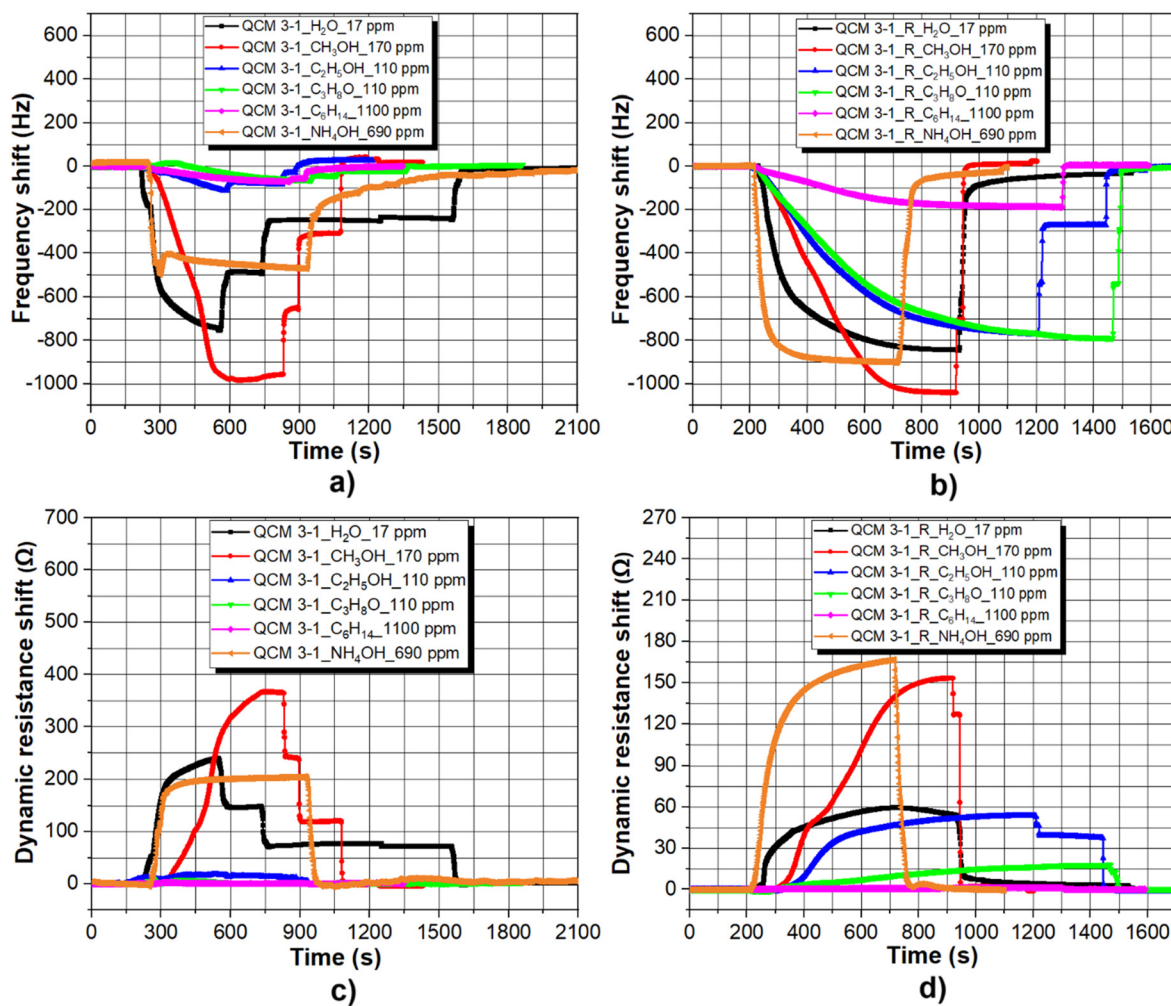 QCM 3-1_H₂O_17 ppm
QCM 3-1_CH₃OH_170 ppm
QCM 3-1_C₂H₅OH_110 ppm
QCM 3-1_C₃H₈O_110 ppm
QCM 3-1_C₆H₁₄_1100 ppm
QCM 3-1_NH₄OH_690 ppm
Frequency shift (Hz)
600
400
200
0
-200
-400
-600
-800
-1000
0 300 600 900 1200 1500 1800 2100
Time (s)
a)
QCM 3-1_R_H₂O_17 ppm
QCM 3-1_R_CH₃OH_170 ppm
QCM 3-1_R_C₂H₅OH_110 ppm
QCM 3-1_R_C₃H₈O_110 ppm
QCM 3-1_R_C₆H₁₄_1100 ppm
QCM 3-1_R_NH₄OH_690 ppm
Frequency shift (Hz)
600
400
200
0
-200
-400
-600
-800
-1000
0 200 400 600 800 1000 1200 1400 1600
Time (s)
b)
QCM 3-1_H₂O_17 ppm
QCM 3-1_CH₃OH_170 ppm
QCM 3-1_C₂H₅OH_110 ppm
QCM 3-1_C₃H₈O_110 ppm
QCM 3-1_C₆H₁₄_1100 ppm
QCM 3-1_NH₄OH_690 ppm
Dynamic resistance shift (Ω)
700
600
500
400
300
200
100
0
0 300 600 900 1200 1500 1800 2100
Time (s)
c)
QCM 3-1_R_H₂O_17 ppm
QCM 3-1_R_CH₃OH_170 ppm
QCM 3-1_R_C₂H₅OH_110 ppm
QCM 3-1_R_C₃H₈O_110 ppm
QCM 3-1_R_C₆H₁₄_1100 ppm
QCM 3-1_R_NH₄OH_690 ppm
Dynamic resistance shift (Ω)
270
240
210
180
150
120
90
60
30
0
0 200 400 600 800 1000 1200 1400 1600
Time (s)
d)